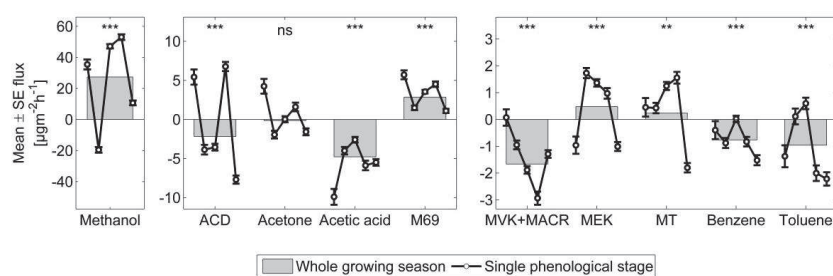 Mean ± SE flux
[µgm⁻²h⁻¹]
60
40
20
0
-20
-40
***
Methanol
10
5
0
-5
-10
*** ns *** ***
ACD Acetone Acetic acid M69
3
2
1
0
-1
-2
-3
*** *** ** *** ***
MVK+MACR MEK MT Benzene Toluene
Whole growing season Single phenological stage